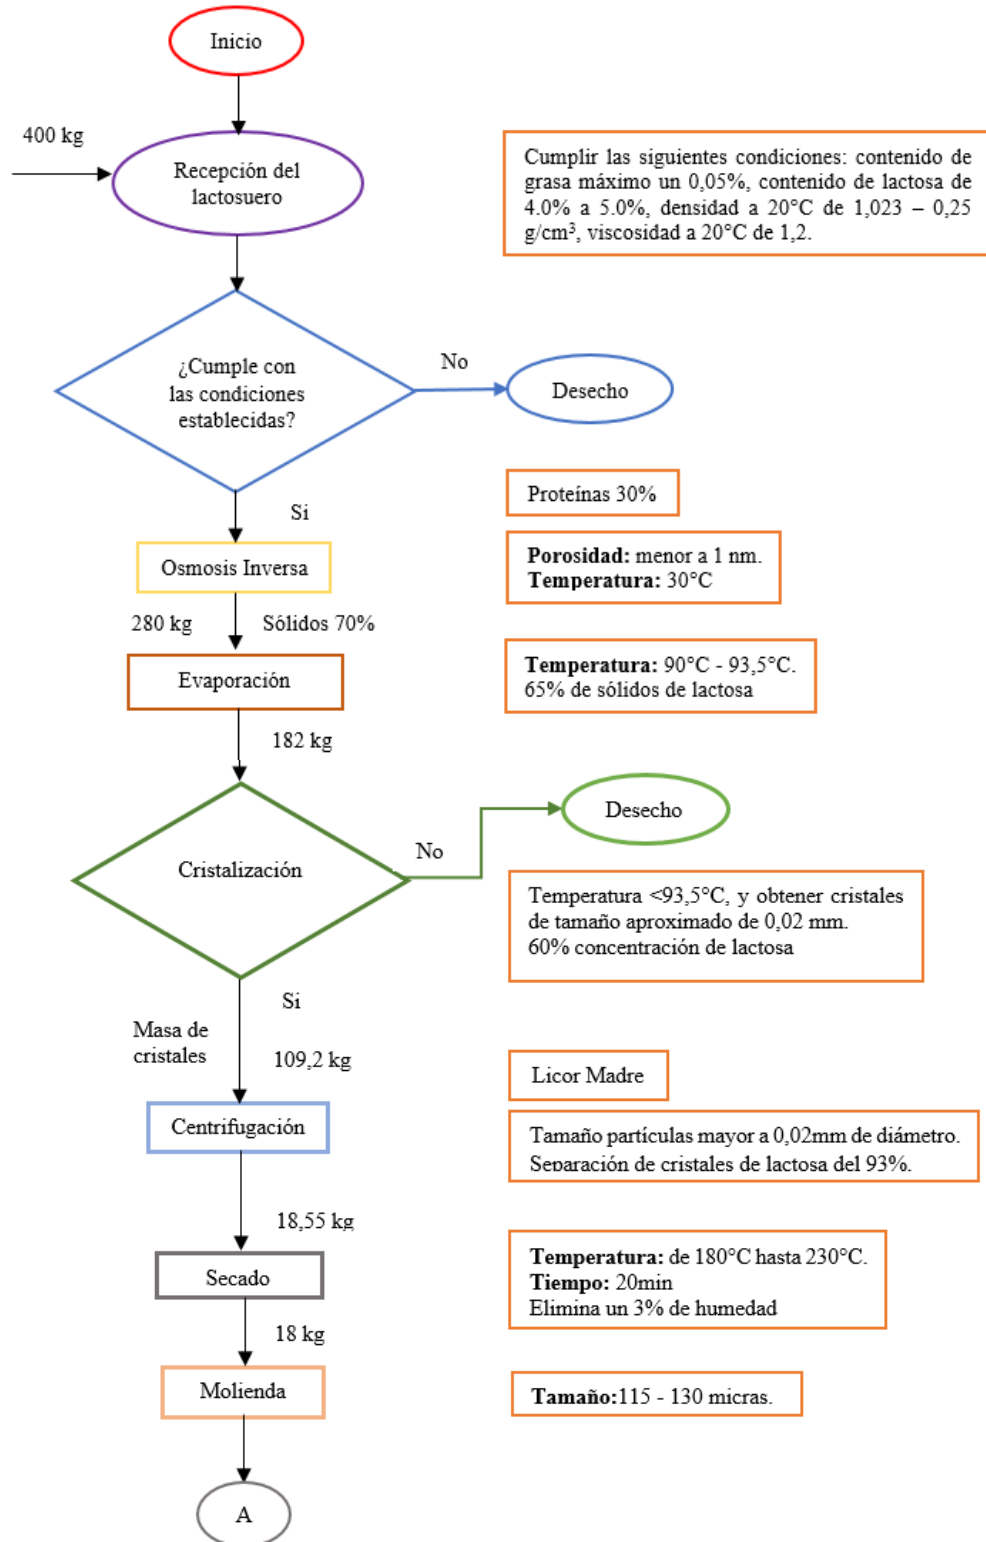 Inicio
400 kg
Recepción del
lactosuero
Cumplir las siguientes condiciones: contenido de
grasa máximo un 0,05%, contenido de lactosa de
4.0% a 5.0%, densidad a 20°C de 1,023 – 0,25
g/cm³, viscosidad a 20°C de 1,2.
¿Cumple con
las condiciones
establecidas?
No
Desecho
Si
Proteínas 30%
Osmosis Inversa
Porosidad: menor a 1 nm.
Temperatura: 30°C
280 kg
Sólidos 70%
Evaporación
Temperatura: 90°C - 93,5°C.
65% de sólidos de lactosa
182 kg
Cristalización
No
Desecho
Temperatura <93,5°C, y obtener cristales
de tamaño aproximado de 0,02 mm.
60% concentración de lactosa
Si
Masa de
cristales
109,2 kg
Centrifugación
Licor Madre
Tamaño partículas mayor a 0,02mm de diámetro.
Separación de cristales de lactosa del 93%.
18,55 kg
Secado
Temperatura: de 180°C hasta 230°C.
Tiempo: 20min
Elimina un 3% de humedad
18 kg
Molienda
Tamaño:115 - 130 micras.
A